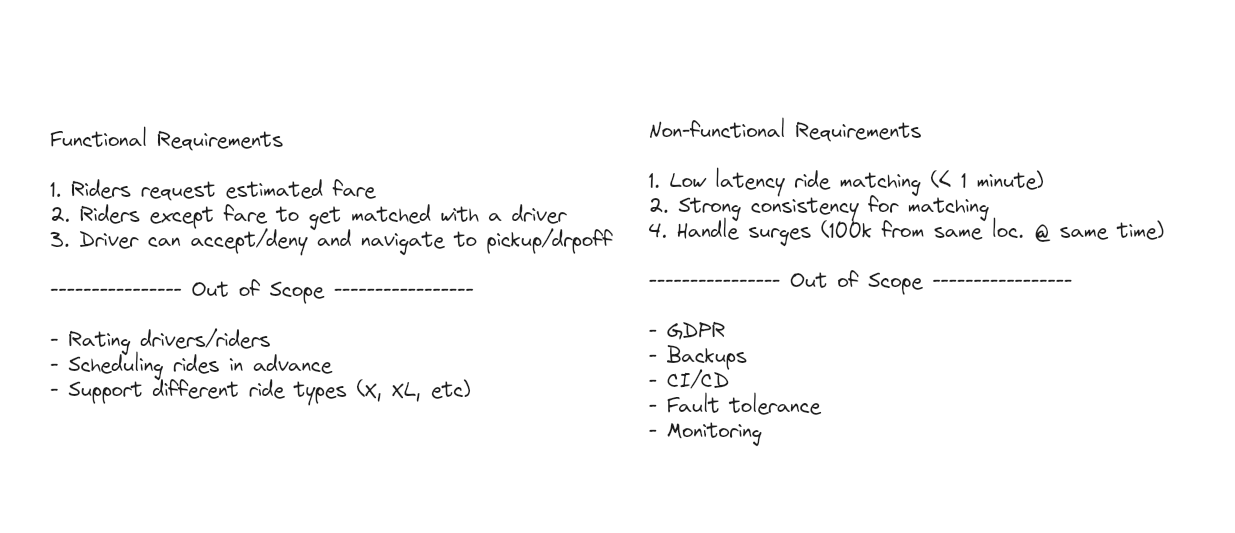 Functional Requirements
1. Riders request estimated fare
2. Riders except fare to get matched with a driver
3. Driver can accept/deny and navigate to pickup/drpoff
---------------- Out of Scope -----------------
- Rating drivers/riders
- Scheduling rides in advance
- Support different ride types (X, XL, etc)
Non-functional Requirements
1. Low latency ride matching (< 1 minute)
2. Strong consistency for matching
4. Handle surges (100k from same loc. @ same time)
---------------- Out of Scope -----------------
- GDPR
- Backups
- CI/CD
- Fault tolerance
- Monitoring